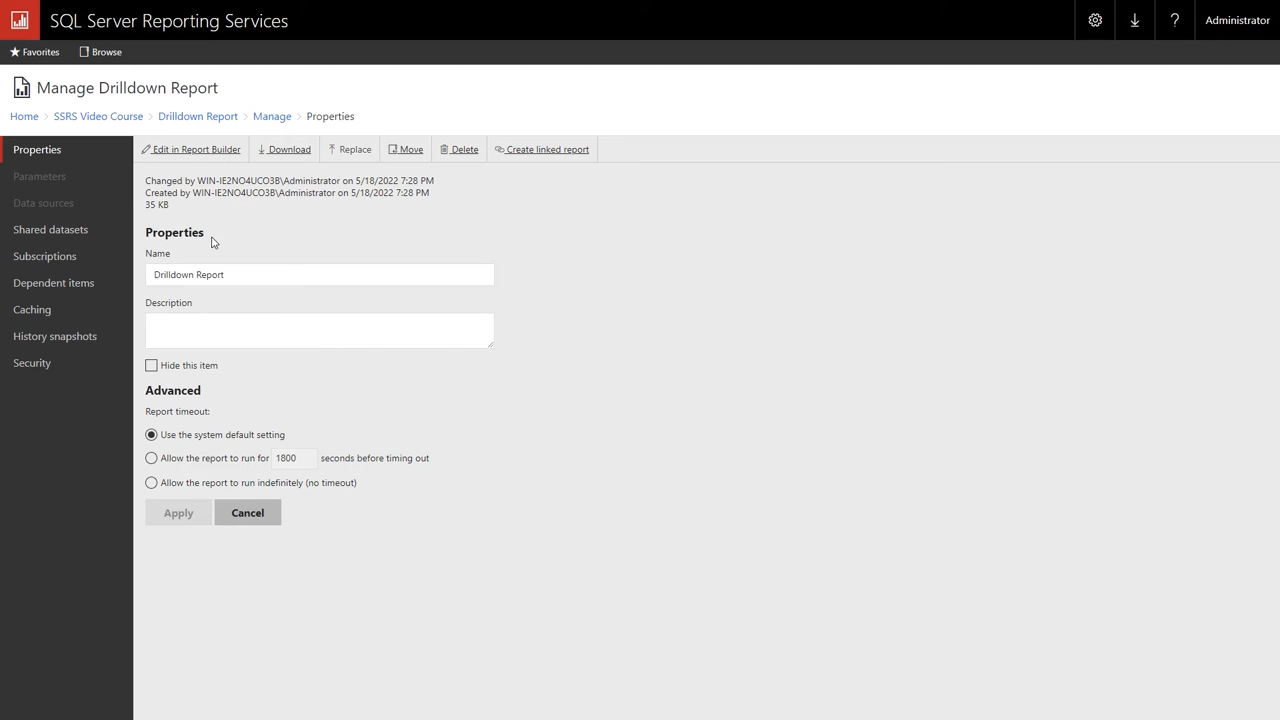 SQL Server Reporting Services
?
Administrator
Favorites
Browse
Manage Drilldown Report
Home > SSRS Video Course > Drilldown Report > Manage > Properties
Properties
Parameters
Data sources
Shared datasets
Subscriptions
Dependent items
Caching
History snapshots
Security
Edit in Report Builder
Download
Replace
Move
Delete
Create linked report
Changed by WIN-IE2NO4UCO3B\Administrator on 5/18/2022 7:28 PM
Created by WIN-IE2NO4UCO3B\Administrator on 5/18/2022 7:28 PM
35 KB
Properties
Name
Drilldown Report
Description
Hide this item
Advanced
Report timeout:
Use the system default setting
Allow the report to run for 1800 seconds before timing out
Allow the report to run indefinitely (no timeout)
Apply
Cancel